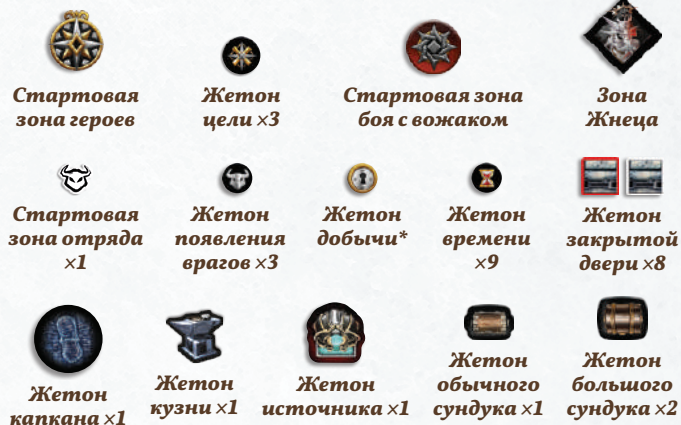 Стартовая
зона героев
Жетон
цели ×3
Стартовая зона
боя с вожаком
Зона
Жнеца
Стартовая
зона отряда
×1
Жетон
появления
врагов ×3
Жетон
добычи*
Жетон
времени
×9
Жетон
закрытой
двери ×8
Жетон
капкана ×1
Жетон
кузни ×1
Жетон
источника ×1
Жетон
обычного
сундука ×1
Жетон
большого
сундука ×2